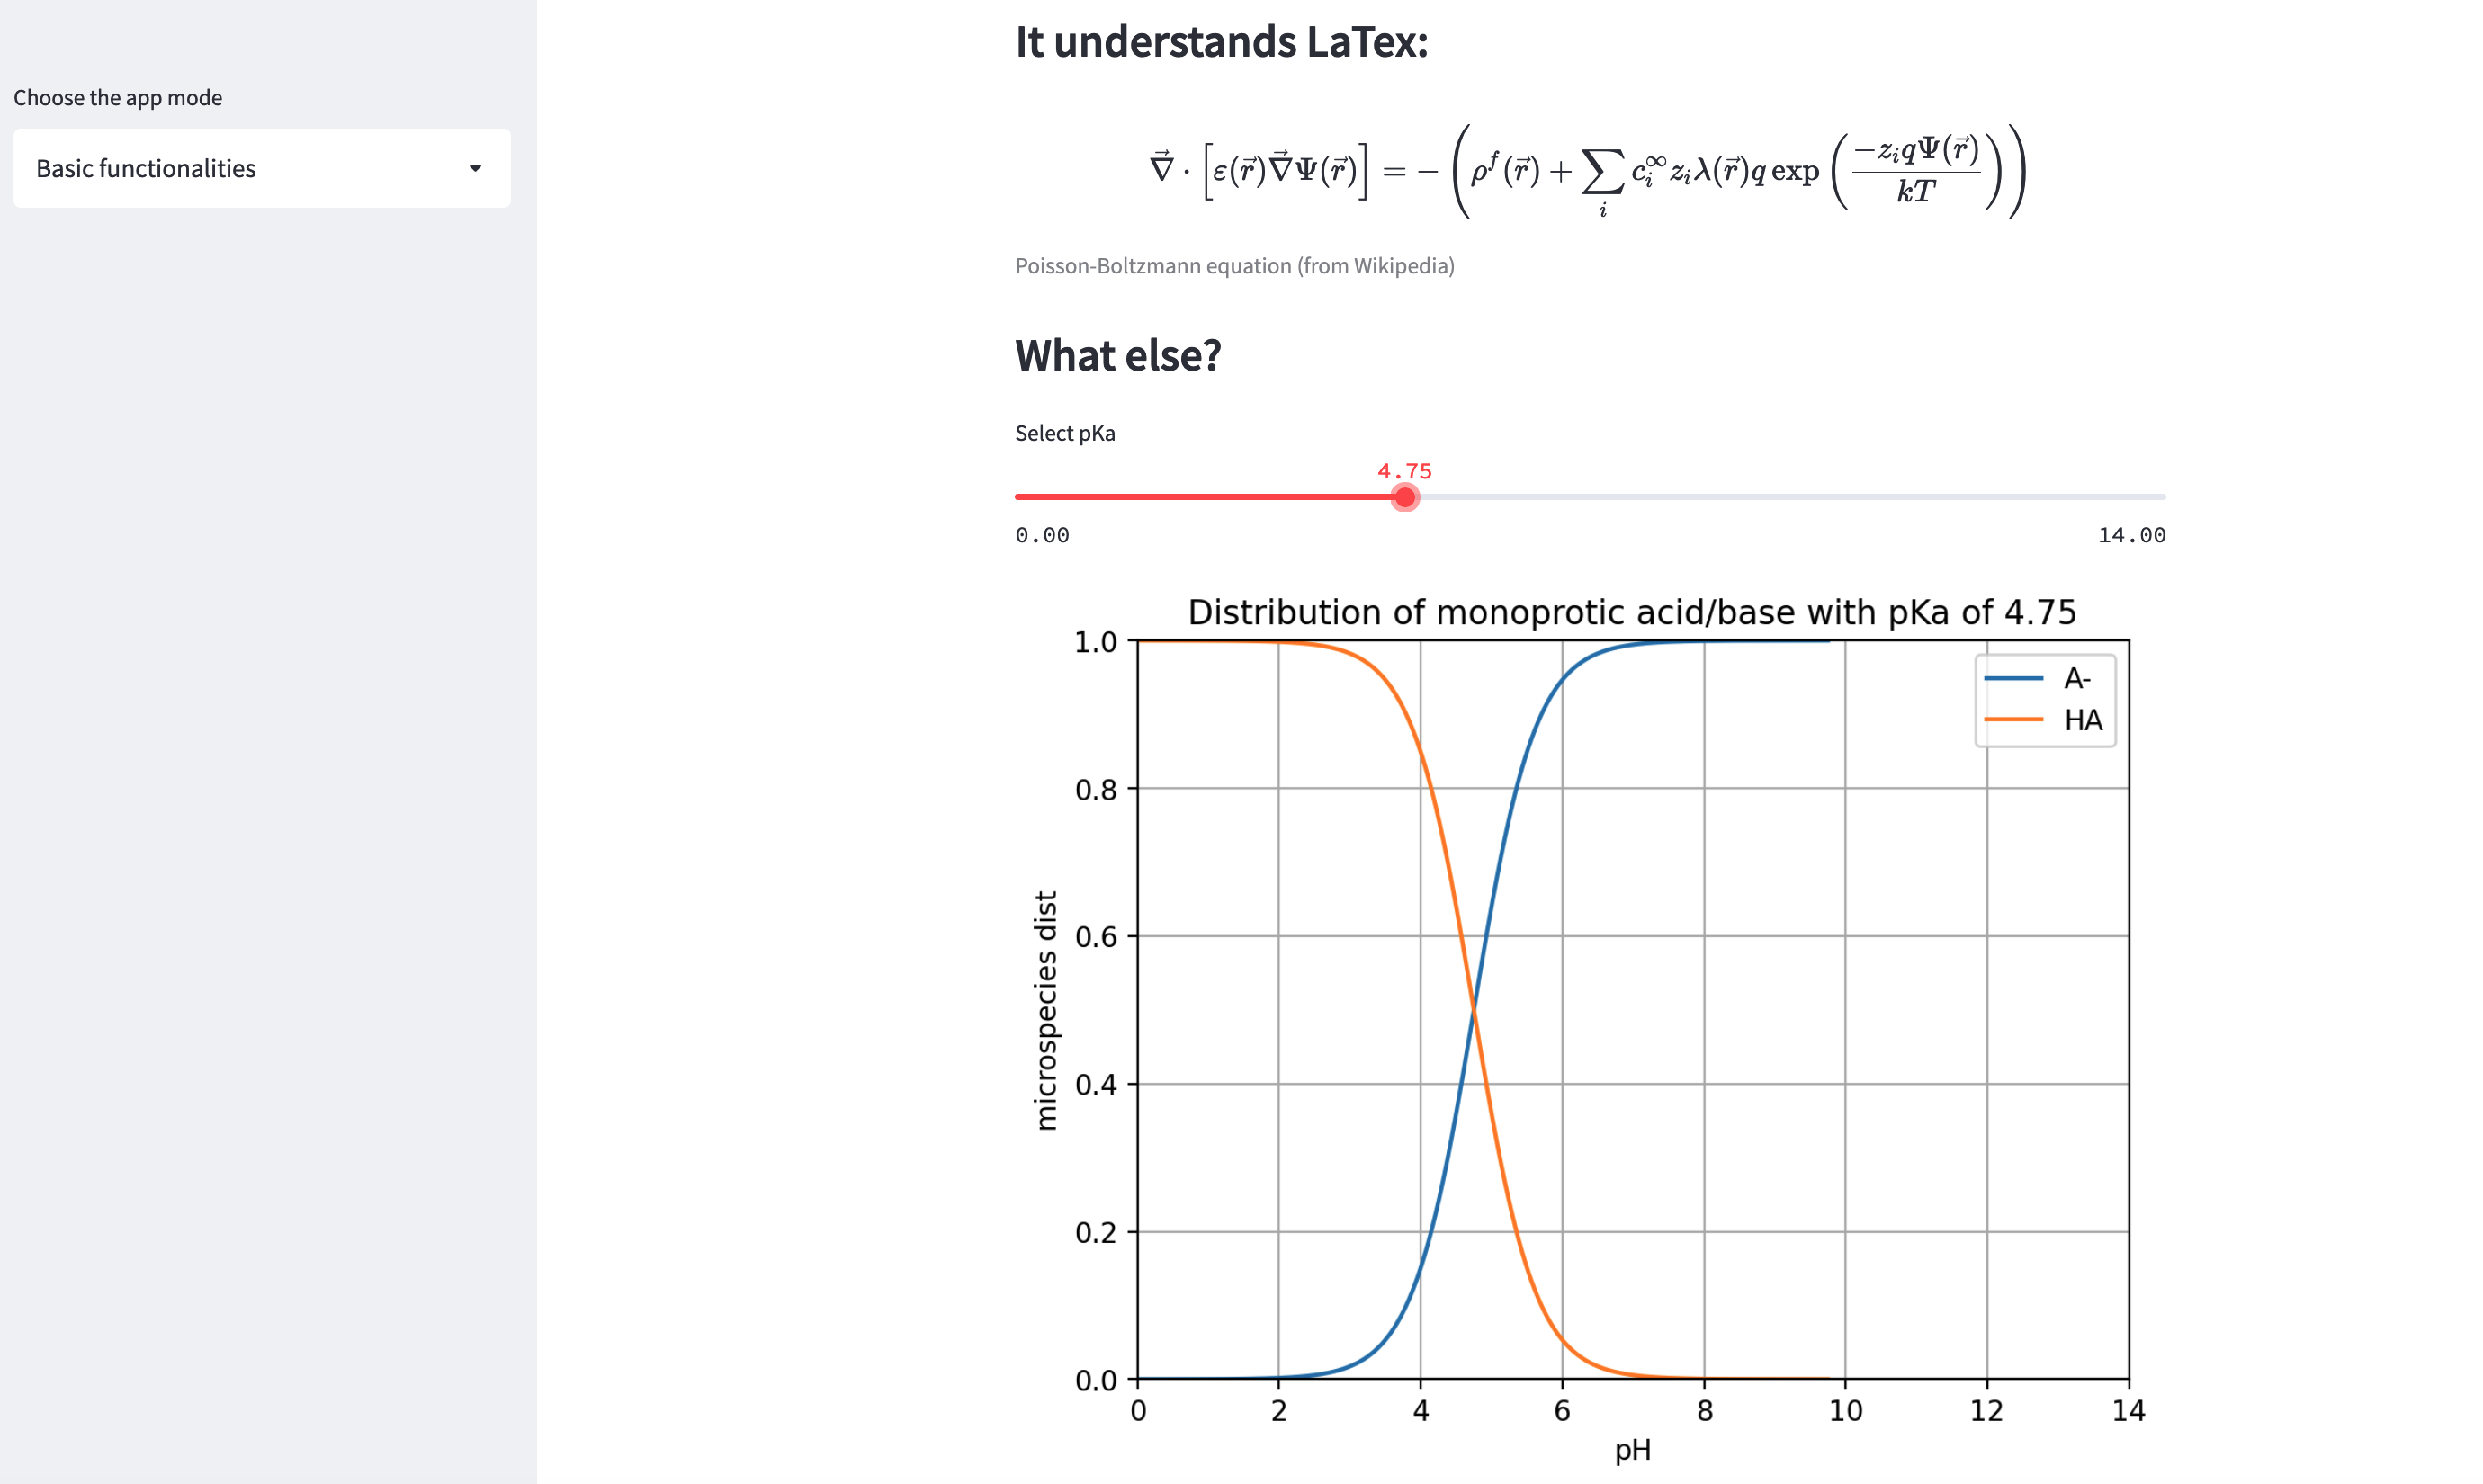 Choose the app mode
Basic functionalities
It understands LaTex:
$\vec{\nabla} \cdot \left[ \varepsilon(\vec{r}) \vec{\nabla} \Psi(\vec{r}) \right] = - \left( \rho^f(\vec{r}) + \sum_i c_i^\infty z_i \lambda(\vec{r}) q \exp \left( \frac{-z_i q \Psi(\vec{r})}{kT} \right) \right)$
Poisson-Boltzmann equation (from Wikipedia)
What else?
Select pKa
4.75
0.00 14.00
Distribution of monoprotic acid/base with pKa of 4.75
A-
HA
microspecies dist
1.0
0.8
0.6
0.4
0.2
0.0
0 2 4 6 8 10 12 14
pH